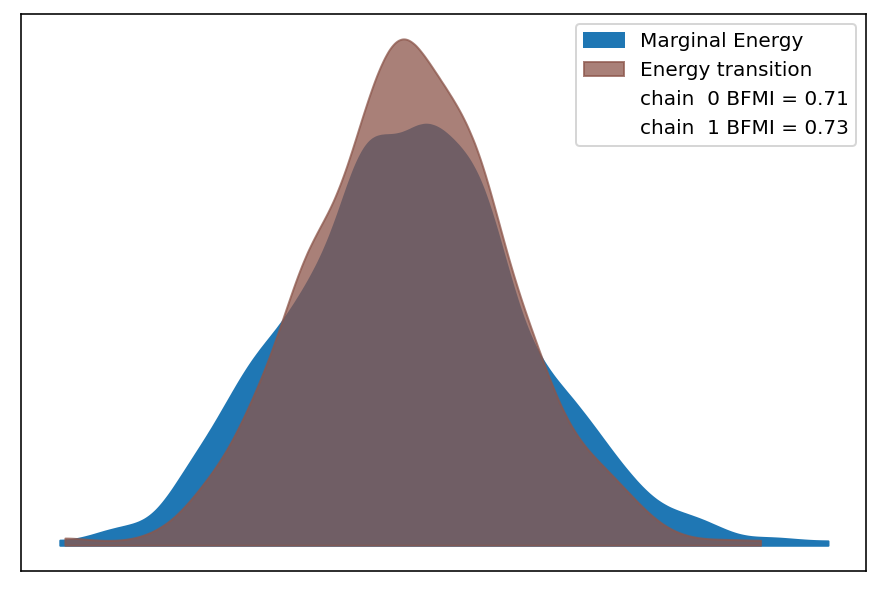 Marginal Energy
Energy transition
chain  0 BFMI = 0.71
chain  1 BFMI = 0.73